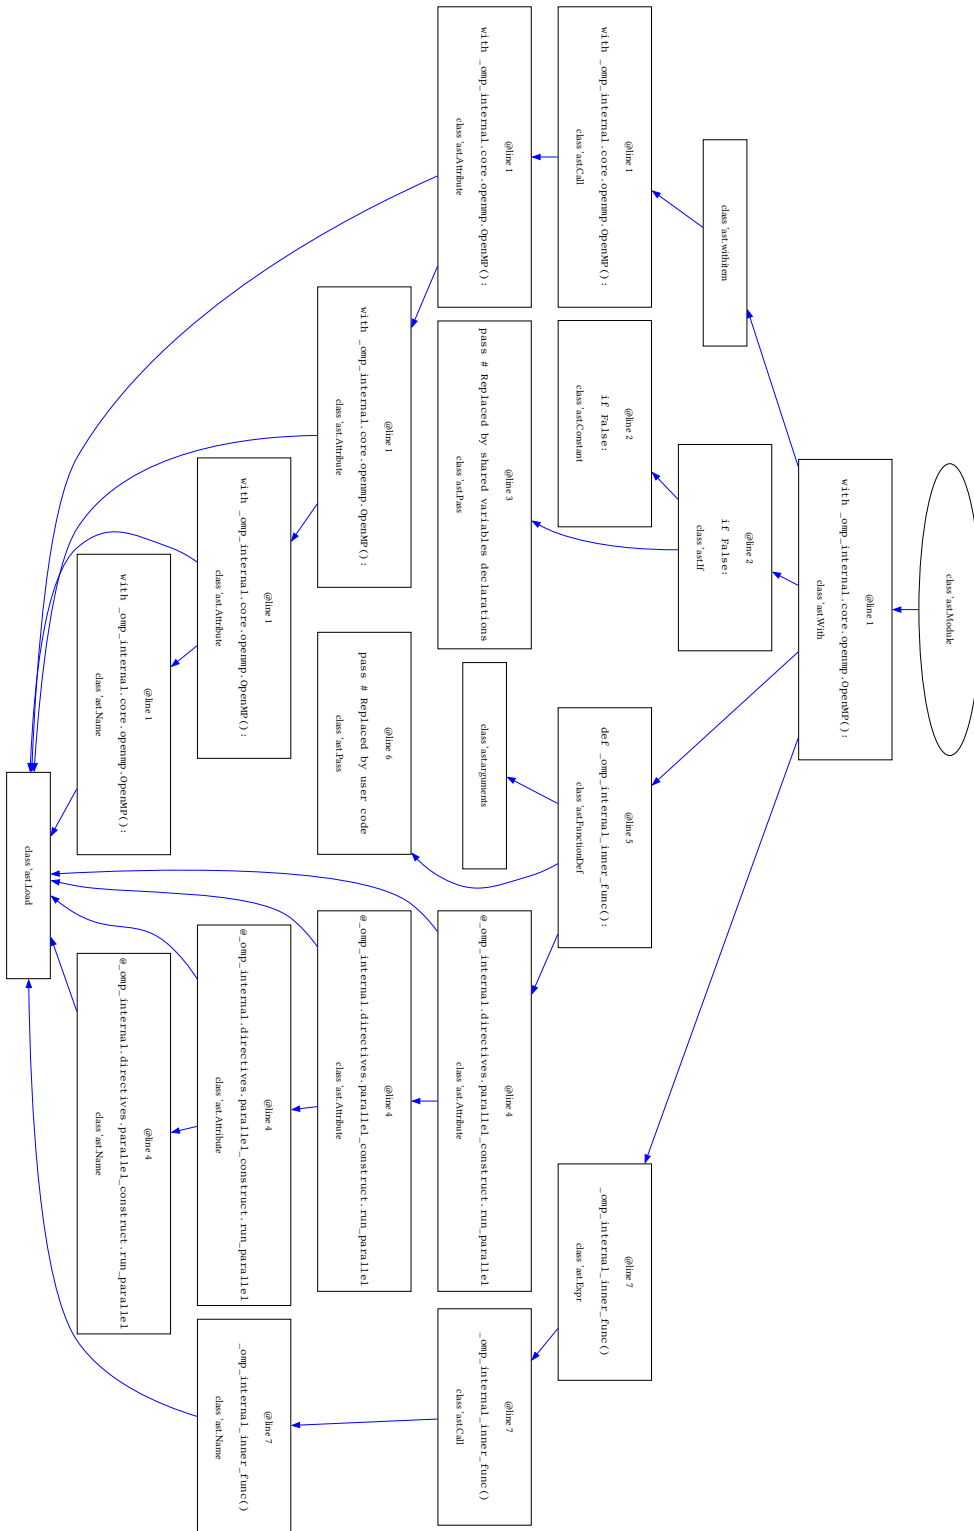 class 'ast.Module
@line 1
with _omp_internal.core.openmp.OpenMP():
class 'ast.With
class 'ast.withitem
@line 2
if False:
class 'ast.If
@line 5
def _omp_internal_inner_func():
class 'ast.FunctionDef
@line 7
_omp_internal_inner_func()
class 'ast.Expr
@line 1
with _omp_internal.core.openmp.OpenMP():
class 'ast.Call
@line 2
if False:
class 'ast.Constant
@line 3
pass # Replaced by shared variables declarations
class 'ast.Pass
class 'ast.arguments
@line 1
with _omp_internal.core.openmp.OpenMP():
class 'ast.Attribute
@line 4
@_omp_internal.directives.parallel_construct.run_parallel
class 'ast.Attribute
@line 7
_omp_internal_inner_func()
class 'ast.Call
@line 1
with _omp_internal.core.openmp.OpenMP():
class 'ast.Attribute
@line 6
pass # Replaced by user code
class 'ast.Pass
@line 4
@_omp_internal.directives.parallel_construct.run_parallel
class 'ast.Attribute
@line 1
with _omp_internal.core.openmp.OpenMP():
class 'ast.Attribute
@line 4
@_omp_internal.directives.parallel_construct.run_parallel
class 'ast.Attribute
@line 7
_omp_internal_inner_func()
class 'ast.Name
@line 1
with _omp_internal.core.openmp.OpenMP():
class 'ast.Name
@line 4
@_omp_internal.directives.parallel_construct.run_parallel
class 'ast.Name
class 'ast.Load